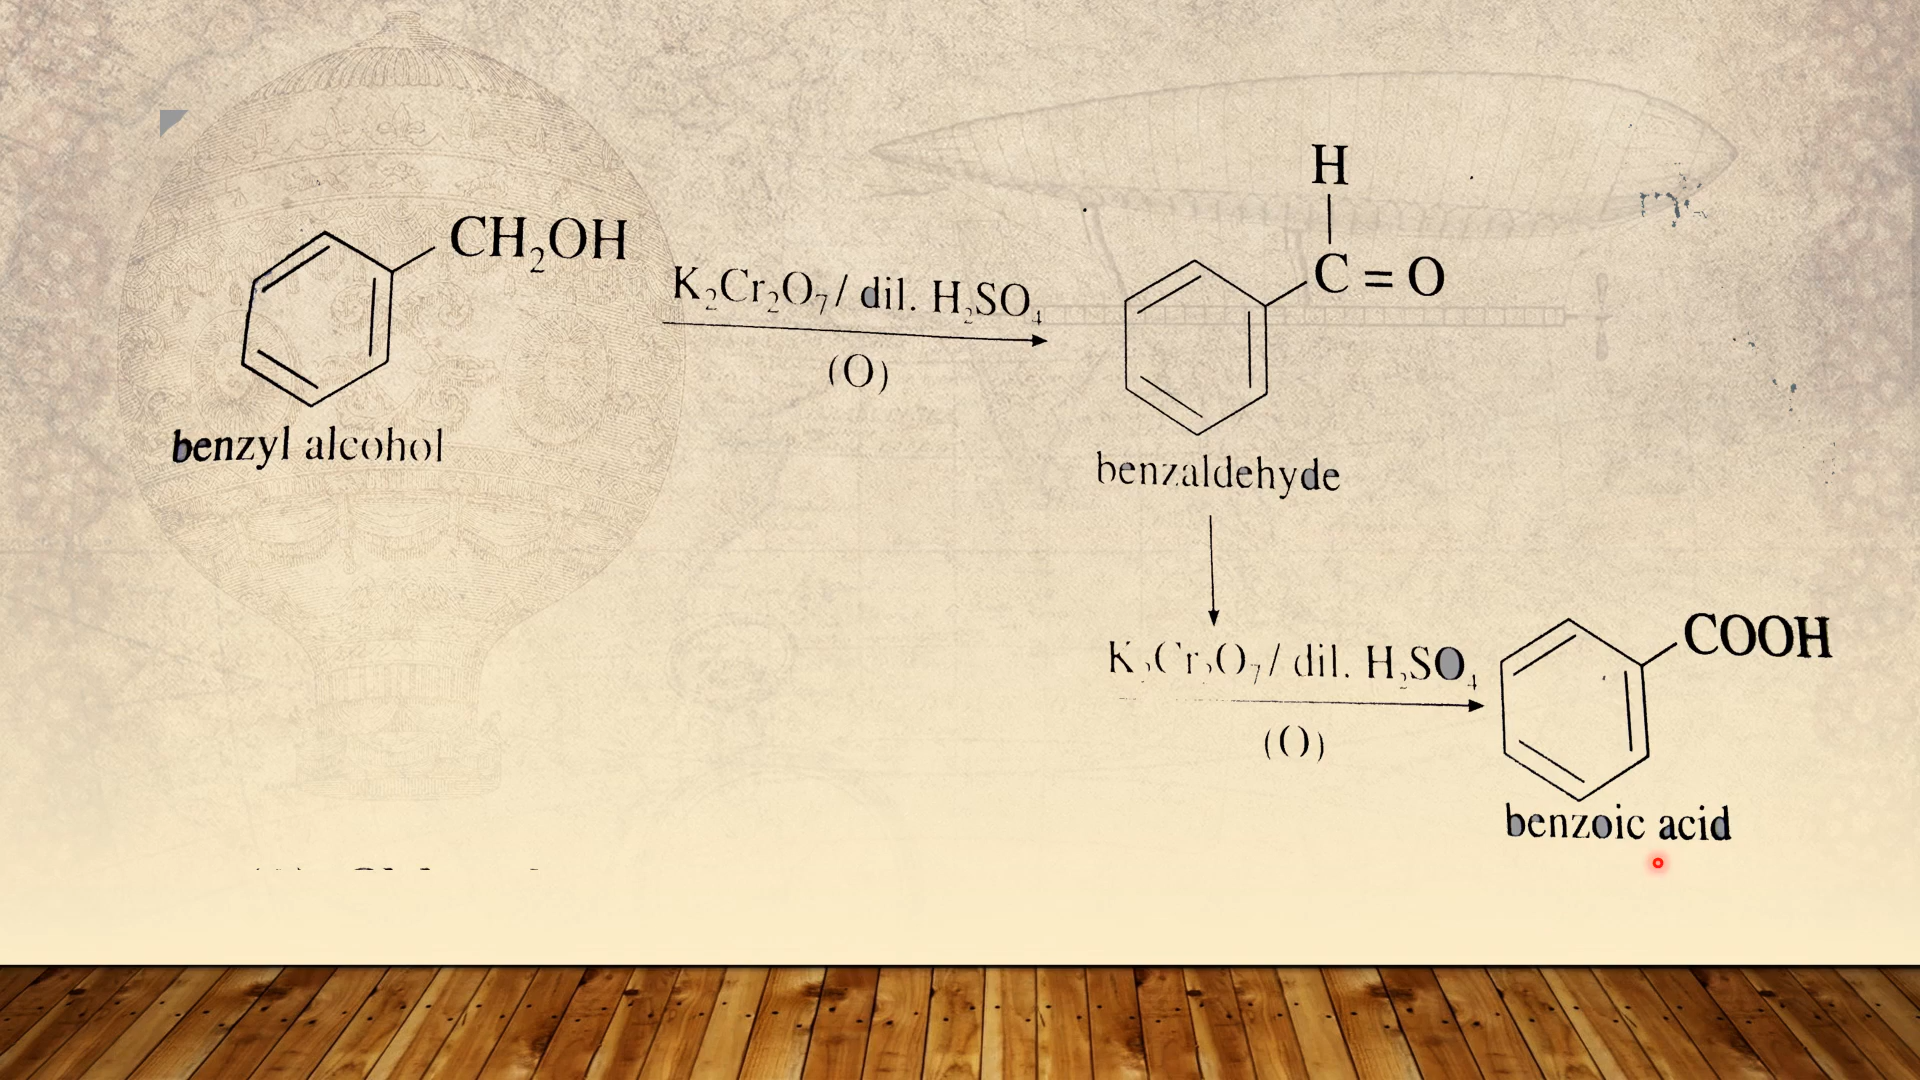 CH₂OH
K₂Cr₂O₇ / dil. H₂SO₄
(O)
benzyl alcohol
H
C = O
benzaldehyde
K₂Cr₂O₇ / dil. H₂SO₄
(O)
COOH
benzoic acid